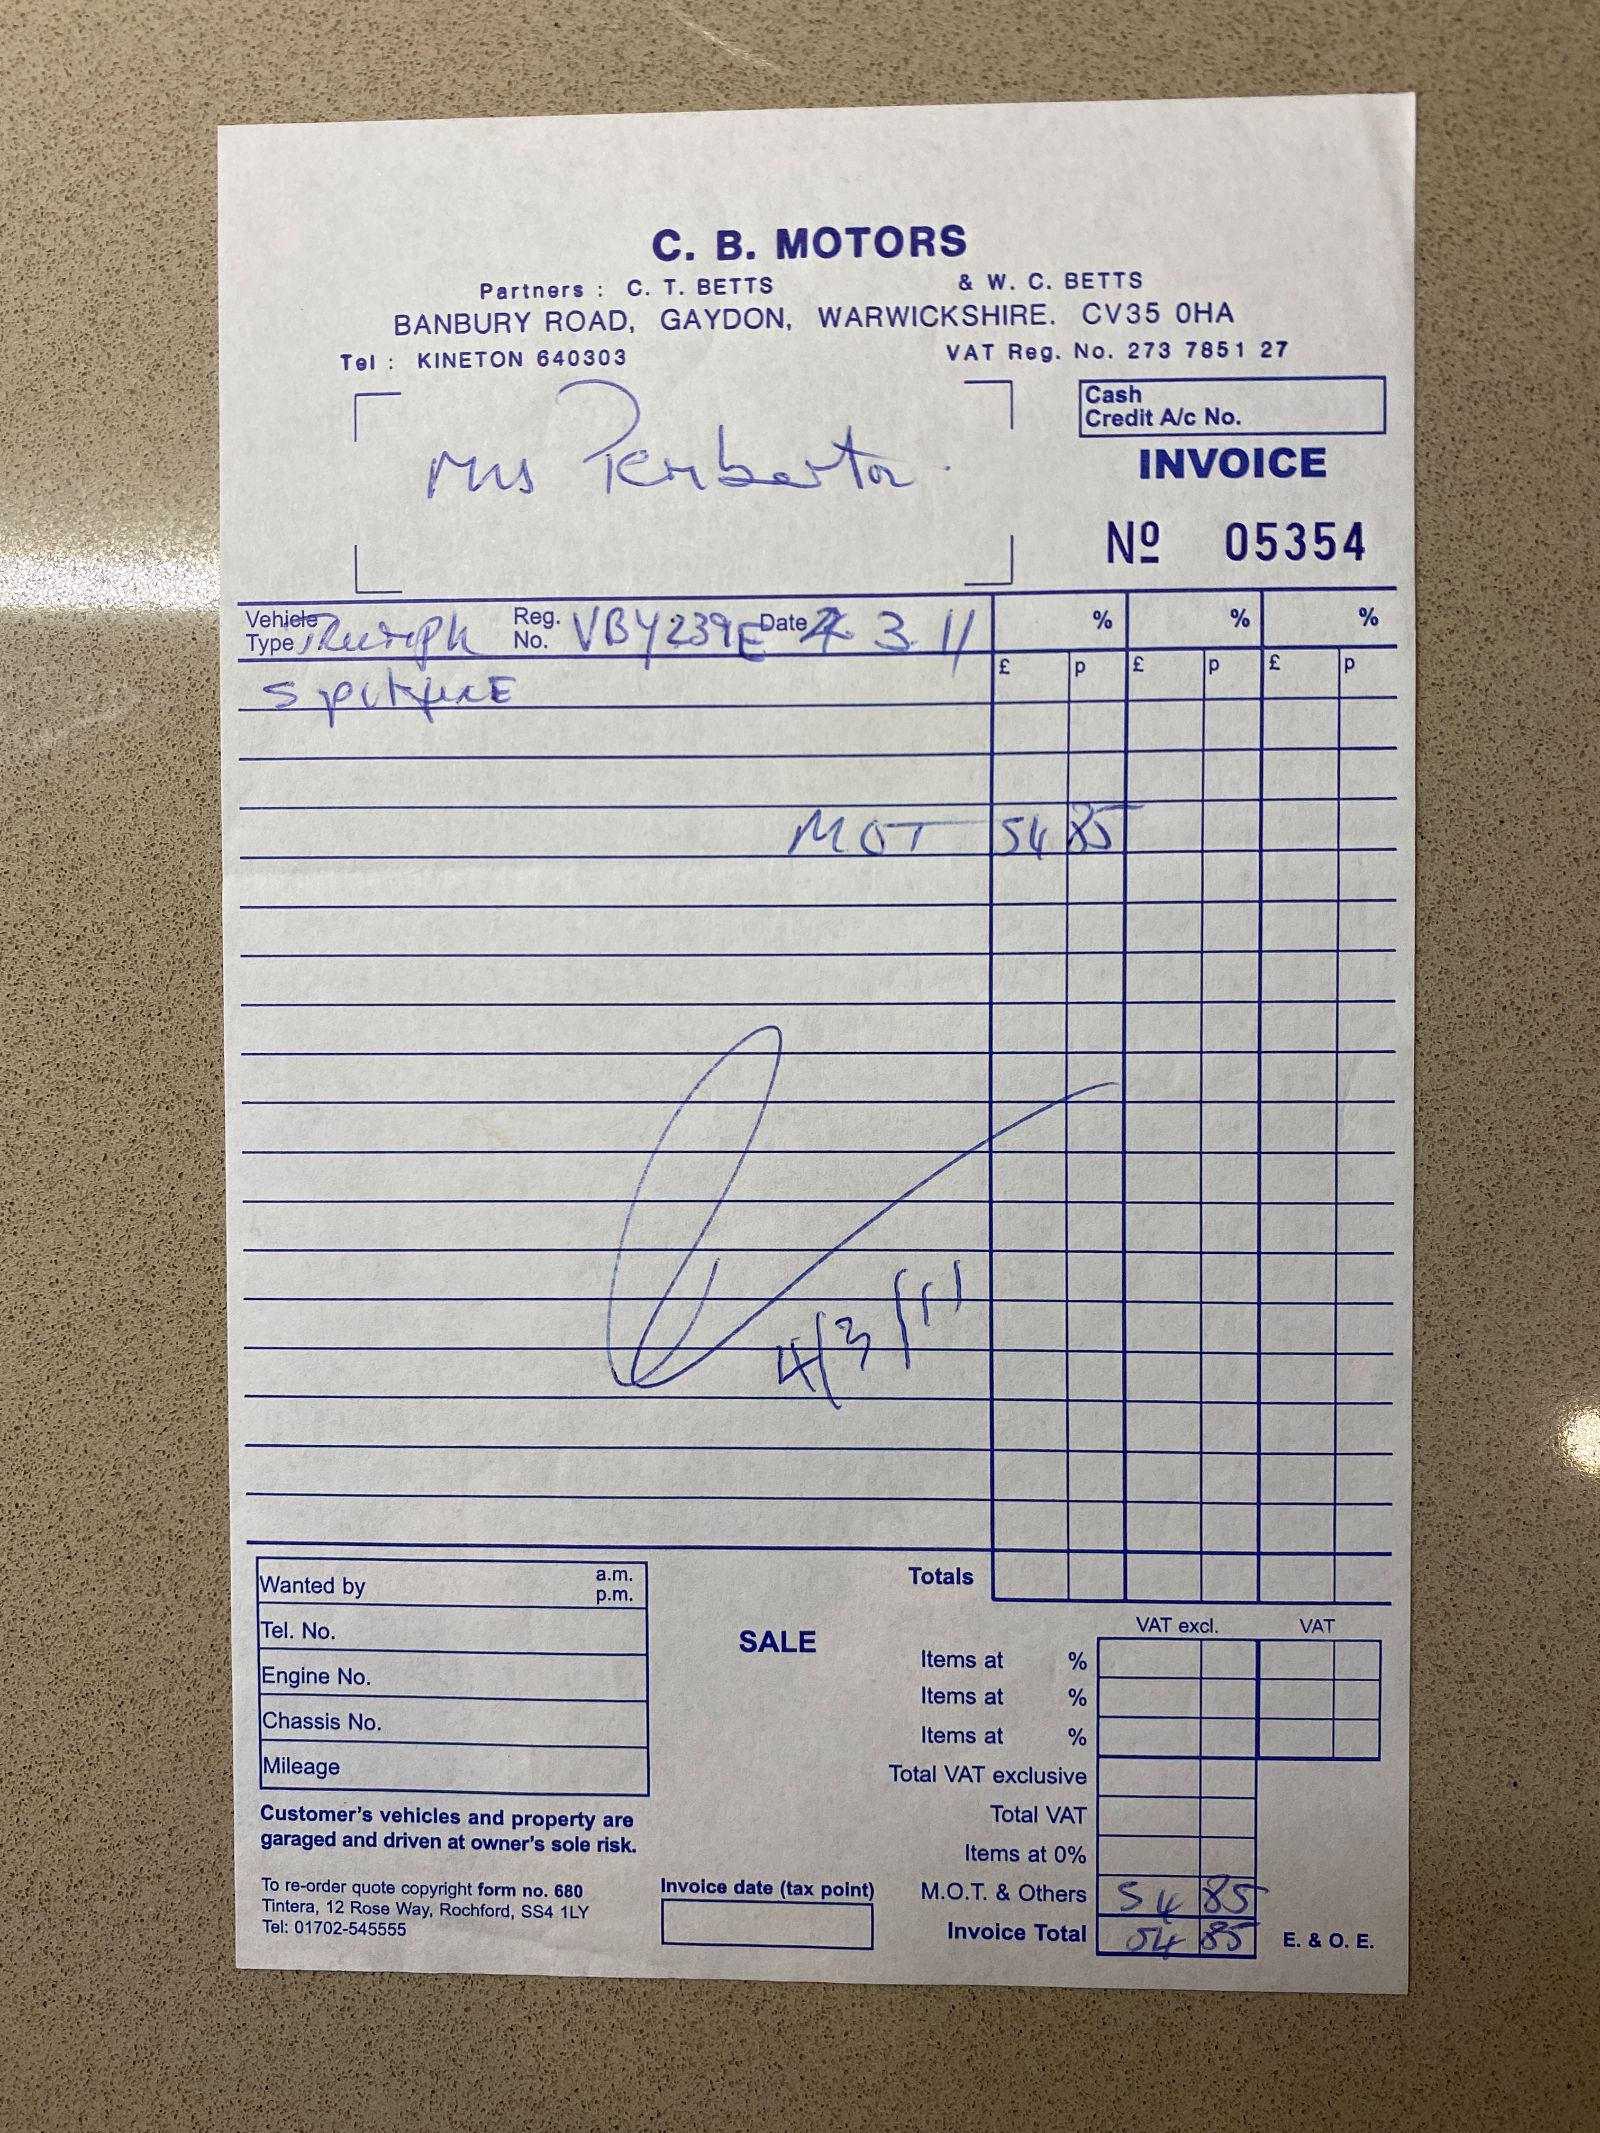 C. B. MOTORS
Partners : C. T. BETTS & W. C. BETTS
BANBURY ROAD, GAYDON, WARWICKSHIRE. CV35 0HA
Tel : KINETON 640303 VAT Reg. No. 273 7851 27
Cash
Credit A/c No.
Mrs Pemberton
INVOICE
Nº 05354
Vehicle Type Triumph Reg. No. VBY239E Date 3 11 % % %
Spitfire £ p £ p £ p
MOT 54 85
4/3/11
Totals
Wanted by a.m. p.m.
Tel. No.
Engine No.
Chassis No.
Mileage
SALE
VAT excl. VAT
Items at %
Items at %
Items at %
Total VAT exclusive
Total VAT
Items at 0%
M.O.T. & Others 54 85
Invoice Total 54 85 E. & O. E.
Customer's vehicles and property are
garaged and driven at owner's sole risk.
To re-order quote copyright form no. 680
Tintera, 12 Rose Way, Rochford, SS4 1LY
Tel: 01702-545555
Invoice date (tax point)